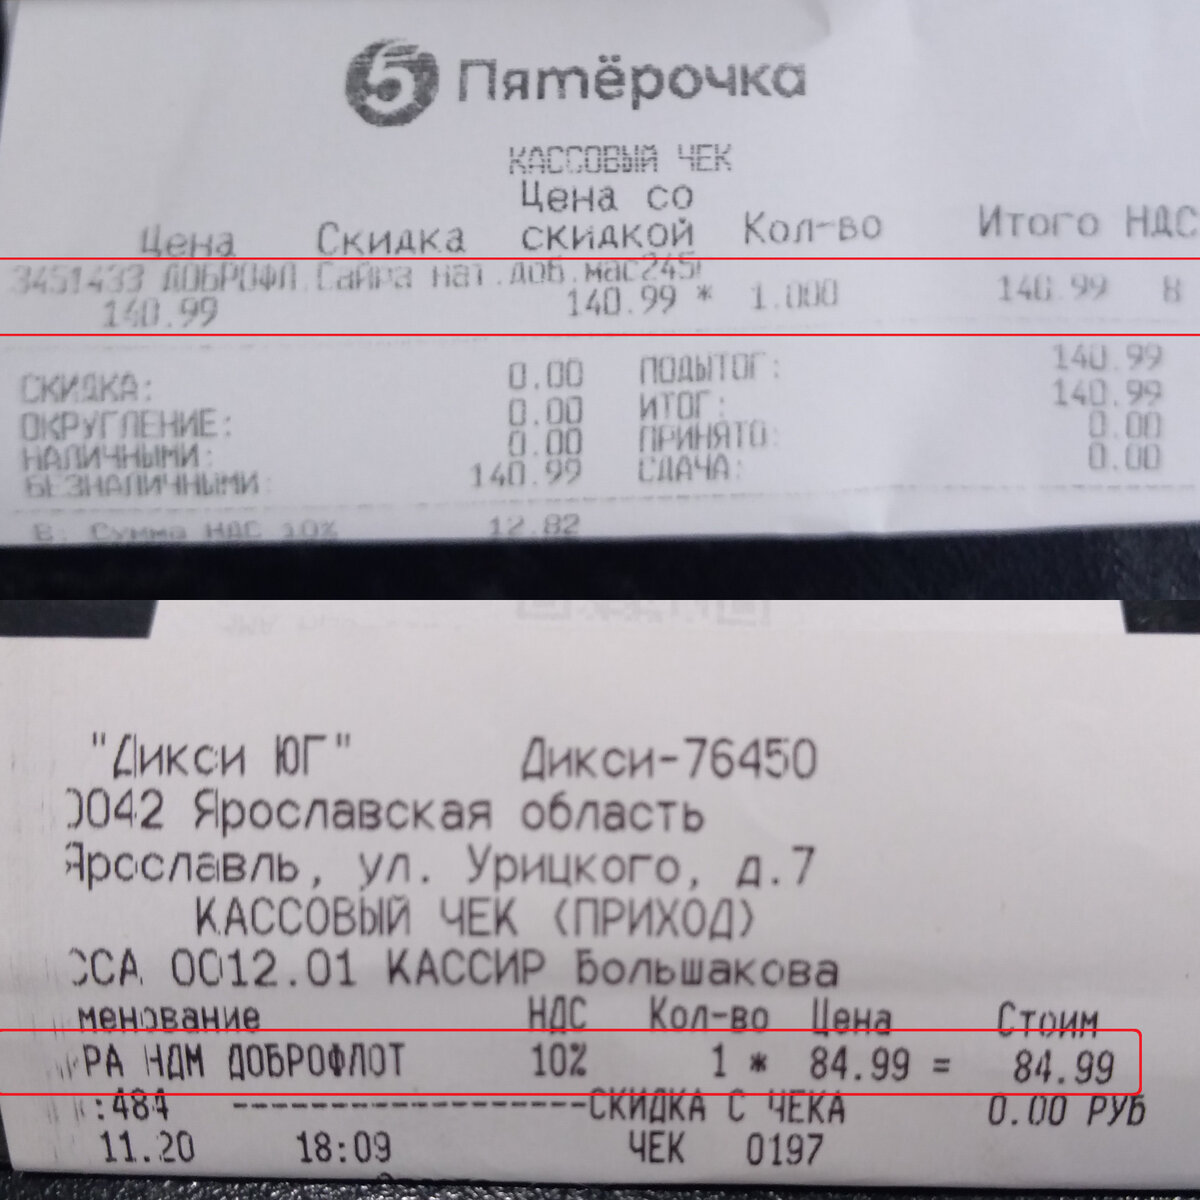 5 Пятёрочка
КАССОВЫЙ ЧЕК
Цена Скидка Цена со скидкой Кол-во Итого НДС
3451433 ДОБРОФЛ.Сайра нат.доб.мас245г
140.99 140.99 * 1.000 140.99 В
СКИДКА: 0.00 ПОДЫТОГ: 140.99
ОКРУГЛЕНИЕ: 0.00 ИТОГ: 140.99
НАЛИЧНЫМИ: 0.00 ПРИНЯТО: 0.00
БЕЗНАЛИЧНЫМИ: 140.99 СДАЧА: 0.00
В: Сумма НДС 10% 12.82
"Дикси ЮГ" Дикси-76450
0042 Ярославская область
Ярославль, ул. Урицкого, д.7
КАССОВЫЙ ЧЕК (ПРИХОД)
ССА 0012.01 КАССИР Большакова
менование НДС Кол-во Цена Стоим
РА НДМ ДОБРОФЛОТ 10% 1 * 84.99 = 84.99
:484 ------------------СКИДКА С ЧЕКА 0.00 РУБ
11.20 18:09 ЧЕК 0197